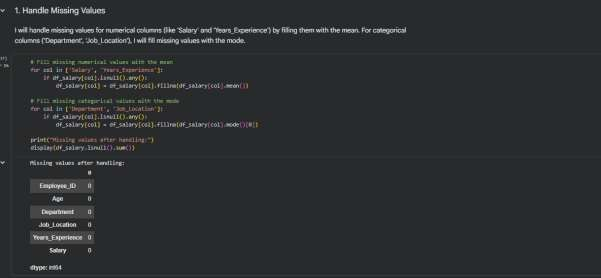 1. Handle Missing Values
I will handle missing values for numerical columns (like 'Salary' and 'Years_Experience') by filling them with the mean. For categorical
columns ('Department', 'Job_Location'), I will fill missing values with the mode.
# Fill missing numerical values with the mean
for col in ['Salary', 'Years_Experience']:
if df_salary[col].isnull().any():
df_salary[col] = df_salary[col].fillna(df_salary[col].mean())
# Fill missing categorical values with the mode
for col in ['Department', 'Job_Location']:
if df_salary[col].isnull().any():
df_salary[col] = df_salary[col].fillna(df_salary[col].mode()[0])
print("Missing values after handling:")
display(df_salary.isnull().sum())
Missing values after handling:
0
Employee_ID 0
Age 0
Department 0
Job_Location 0
Years_Experience 0
Salary 0
dtype: int64